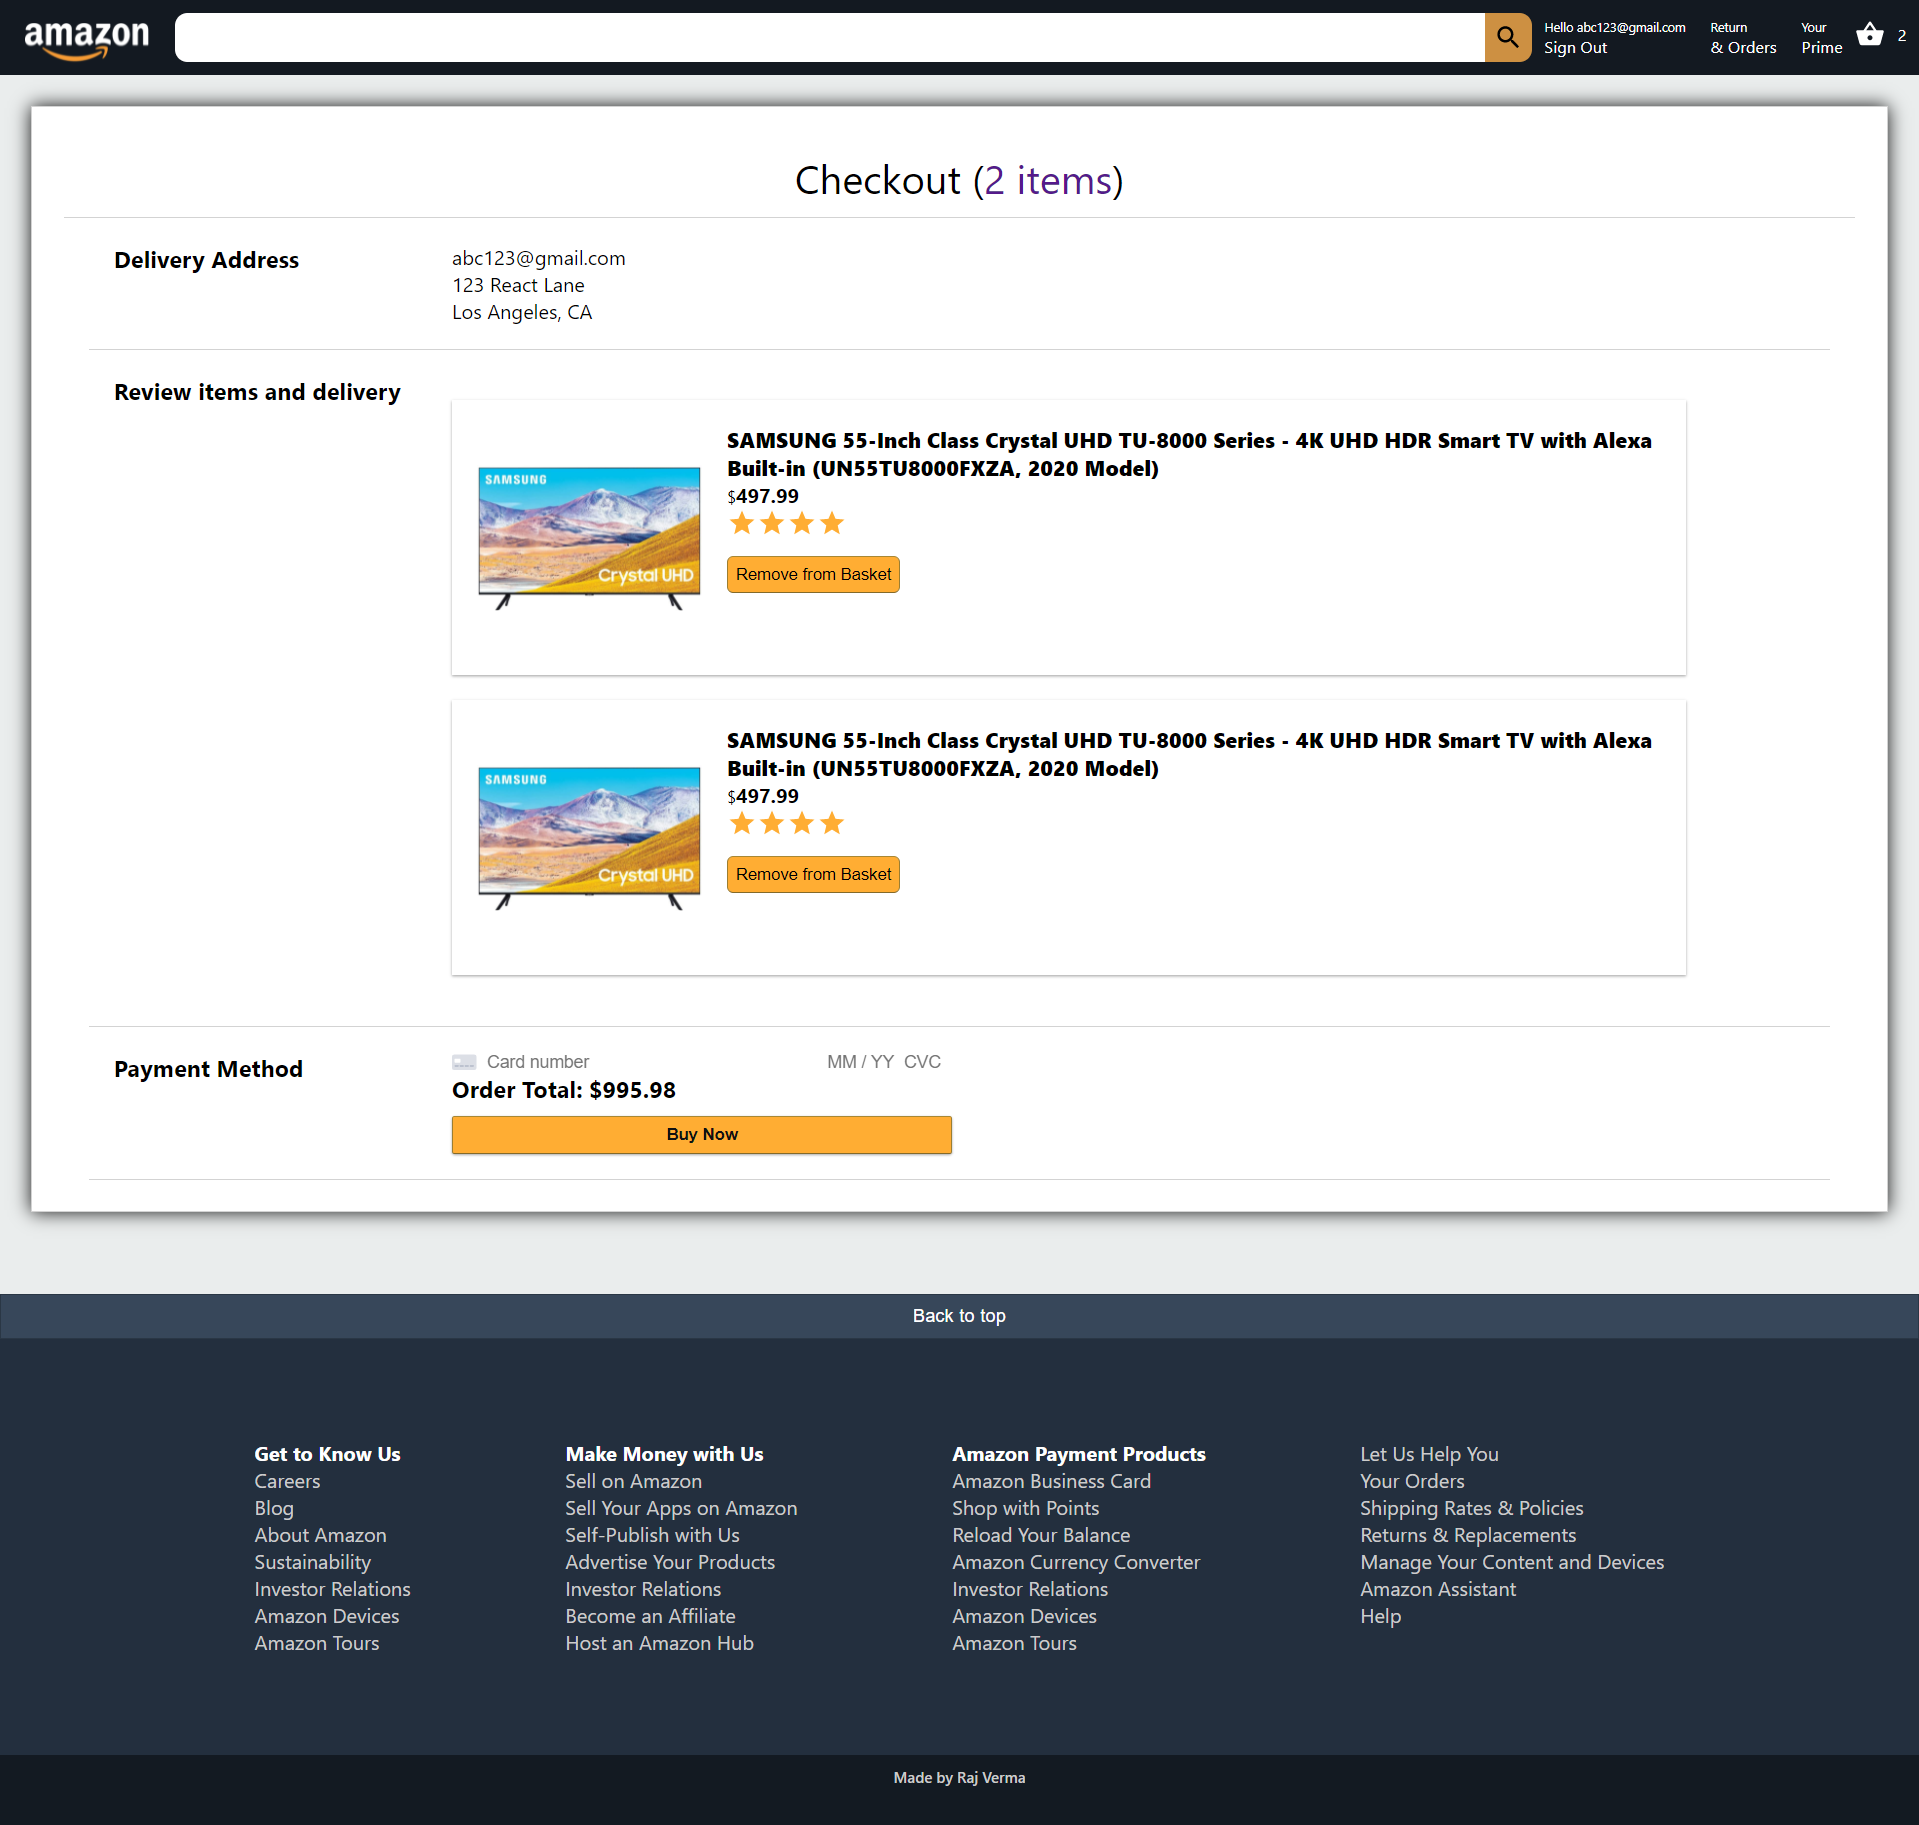 amazon
Hello abc123@gmail.com
Sign Out
Return
& Orders
Your
Prime
2
Checkout (2 items)
Delivery Address
abc123@gmail.com
123 React Lane
Los Angeles, CA
Review items and delivery
SAMSUNG
Crystal UHD
SAMSUNG 55-Inch Class Crystal UHD TU-8000 Series - 4K UHD HDR Smart TV with Alexa
Built-in (UN55TU8000FXZA, 2020 Model)
$497.99
Remove from Basket
SAMSUNG
Crystal UHD
SAMSUNG 55-Inch Class Crystal UHD TU-8000 Series - 4K UHD HDR Smart TV with Alexa
Built-in (UN55TU8000FXZA, 2020 Model)
$497.99
Remove from Basket
Payment Method
Card number MM / YY CVC
Order Total: $995.98
Buy Now
Back to top
Get to Know Us
Careers
Blog
About Amazon
Sustainability
Investor Relations
Amazon Devices
Amazon Tours
Make Money with Us
Sell on Amazon
Sell Your Apps on Amazon
Self-Publish with Us
Advertise Your Products
Investor Relations
Become an Affiliate
Host an Amazon Hub
Amazon Payment Products
Amazon Business Card
Shop with Points
Reload Your Balance
Amazon Currency Converter
Investor Relations
Amazon Devices
Amazon Tours
Let Us Help You
Your Orders
Shipping Rates & Policies
Returns & Replacements
Manage Your Content and Devices
Amazon Assistant
Help
Made by Raj Verma